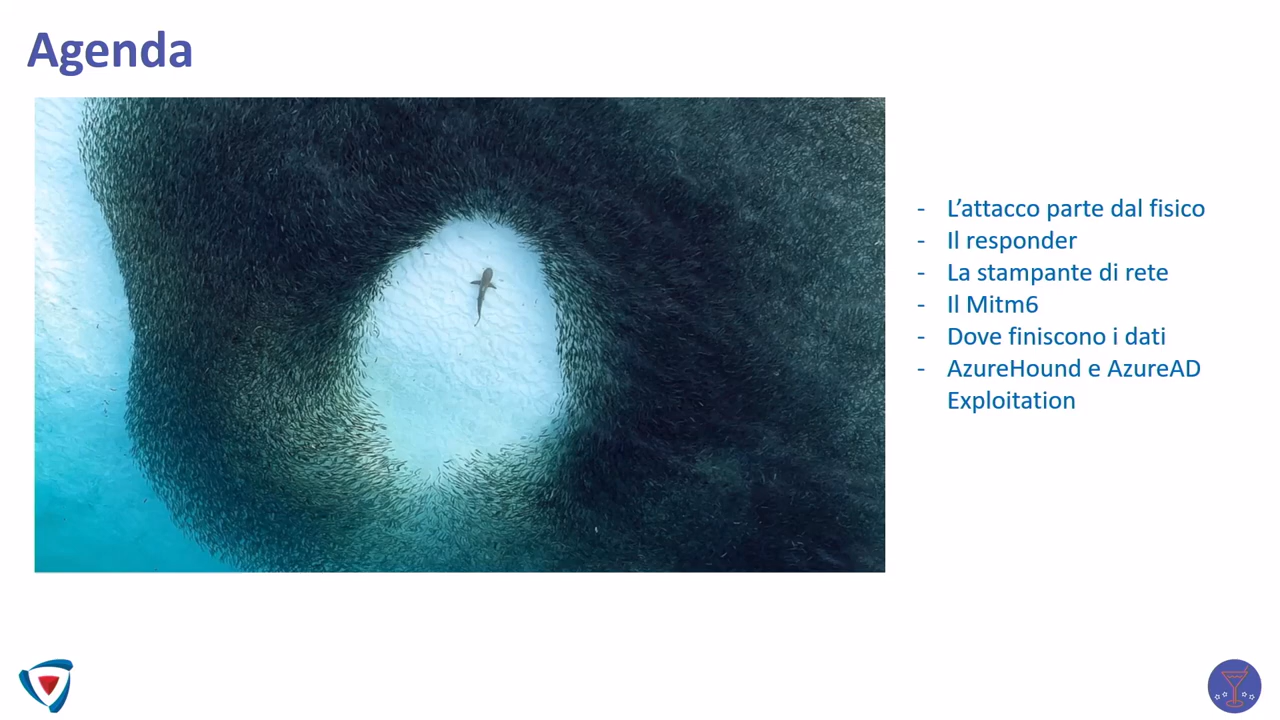 Agenda
- L’attacco parte dal fisico
- Il responder
- La stampante di rete
- Il Mitm6
- Dove finiscono i dati
- AzureHound e AzureAD
Exploitation